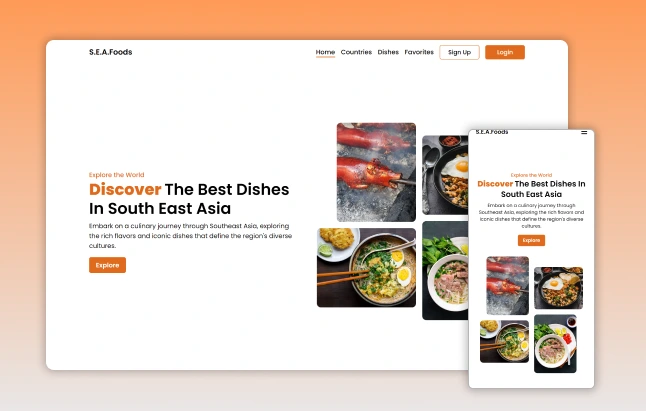 S.E.A.Foods
Home Countries Dishes Favorites Sign Up Login
Explore the World
Discover The Best Dishes
In South East Asia
Embark on a culinary journey through Southeast Asia, exploring
the rich flavors and iconic dishes that define the region's diverse
cultures.
Explore
S.E.A.Foods
Explore the World
Discover The Best Dishes In
South East Asia
Embark on a culinary journey through
Southeast Asia, exploring the rich flavors and
iconic dishes that define the region's diverse
cultures.
Explore